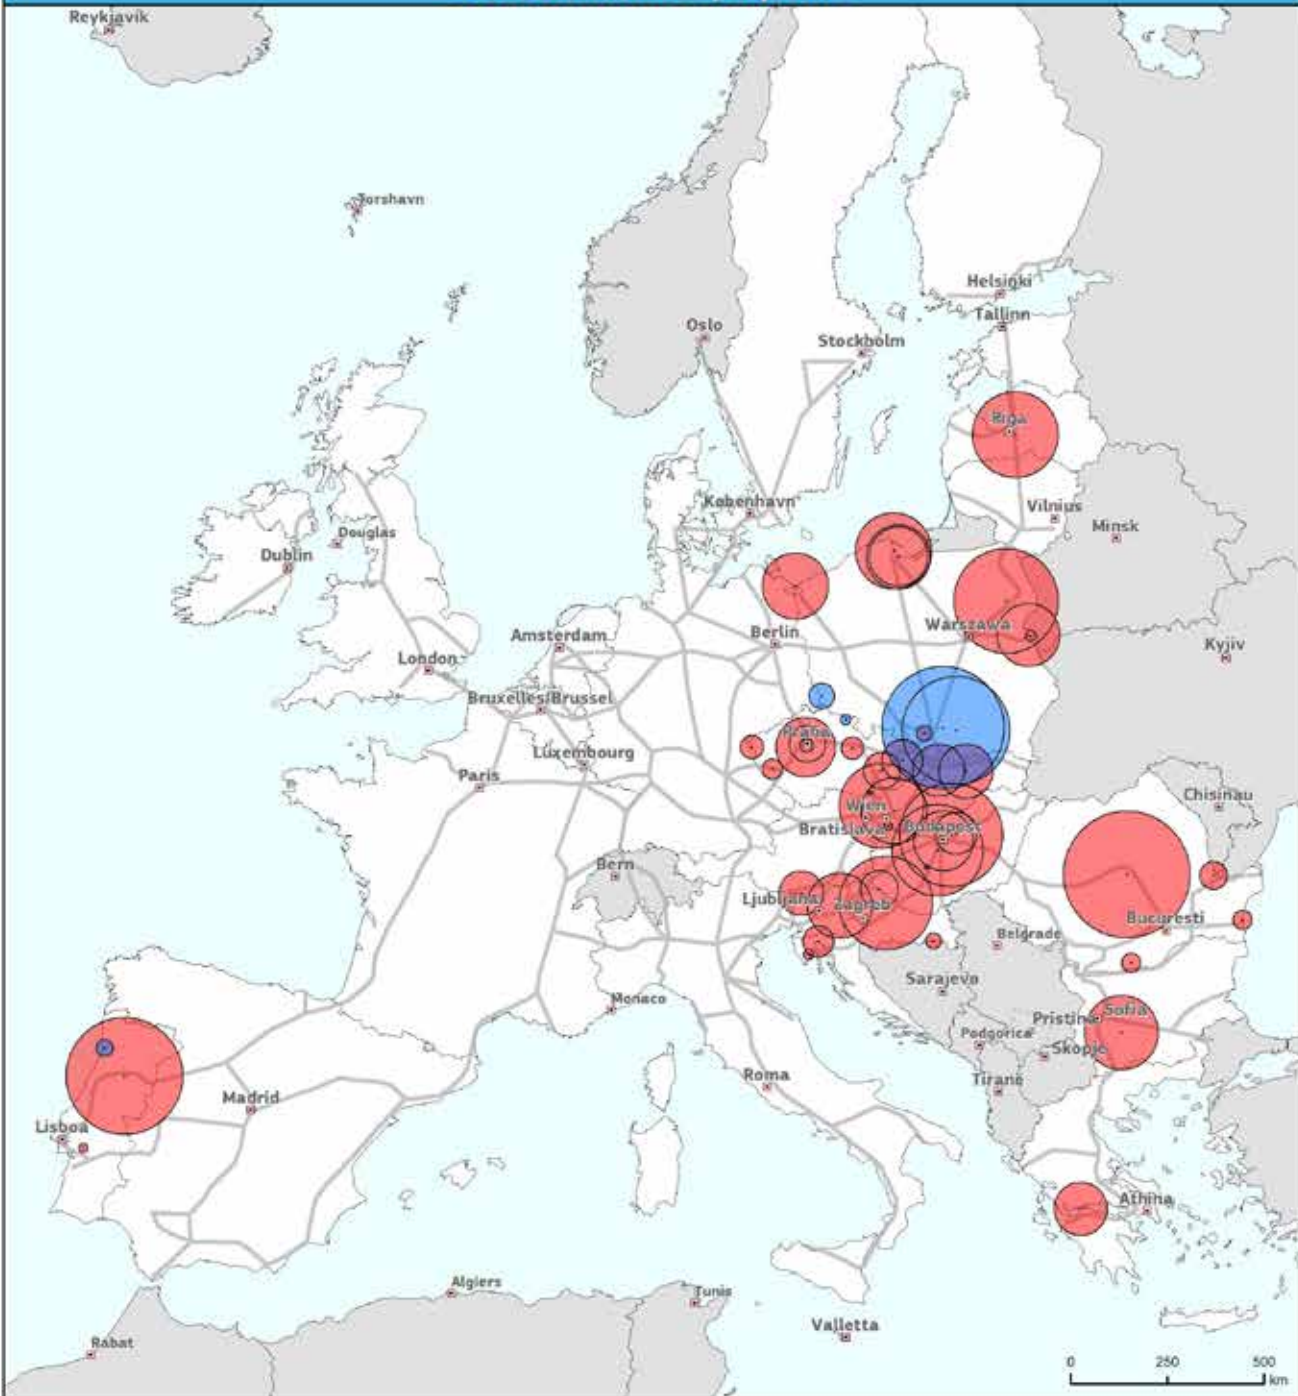 Reykjavík
Torshavn
Helsinki
Tallinn
Oslo
Stockholm
Riga
København
Vilnius
Minsk
Douglas
Dublin
Warszawa
Berlin
Amsterdam
Kyjiv
London
Bruxelles/Brussel
Praha
Luxembourg
Paris
Chisinau
Wien
Bratislava
Budapest
Bern
Ljubljana
Zagreb
Bucuresti
Belgrade
Sarajevo
Monaco
Sofia
Pristina
Podgorica
Skopje
Roma
Tirane
Madrid
Lisboa
Athina
Algiers
Tunis
Valletta
Rabat
0 250 500
km